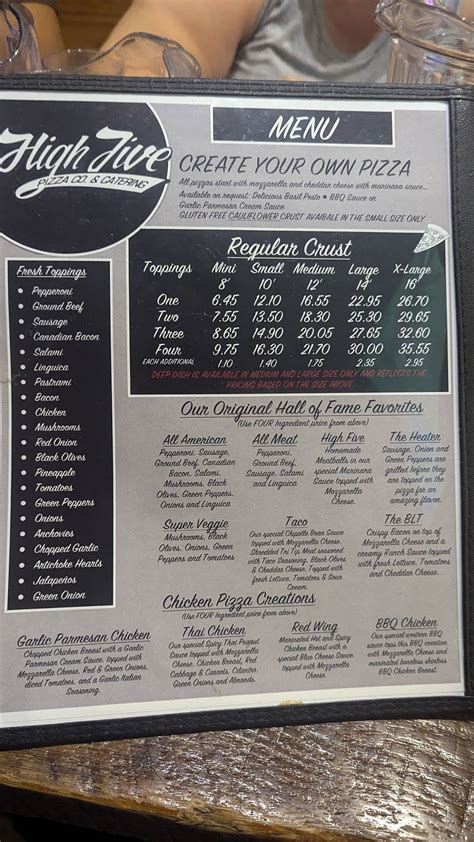 High Five
PIZZA CO. & CATERING
MENU
CREATE YOUR OWN PIZZA
All pizzas start with mozzarella and cheddar cheese with marinara sauce...
Available on request: Delicious Basil Pesto • BBQ Sauce or
Garlic Parmesan Cream Sauce
GLUTEN FREE CAULIFLOWER CRUST AVAIBALE IN THE SMALL SIZE ONLY
Fresh Toppings
• Pepperoni
• Ground Beef
• Sausage
• Canadian Bacon
• Salami
• Linguica
• Pastrami
• Bacon
• Chicken
• Mushrooms
• Red Onion
• Black Olives
• Pineapple
• Tomatoes
• Green Peppers
• Onions
• Anchovies
• Chopped Garlic
• Artichoke Hearts
• Jalapenos
• Green Onion
Regular Crust
Toppings Mini Small Medium Large X-Large
8' 10' 12' 14' 16'
One 6.45 12.10 16.55 22.95 26.70
Two 7.55 13.50 18.30 25.30 29.65
Three 8.65 14.90 20.05 27.65 32.60
Four 9.75 16.30 21.70 30.00 35.55
EACH ADDITIONAL 1.10 1.40 1.75 2.35 2.95
DEEP DISH IS AVAILABLE IN MEDIUM AND LARGE SIZE ONLY AND REFLECTS THE
PRICING BASED ON THE SIZE ABOVE
Our Original Hall of Fame Favorites
(Use FOUR Ingredient price from above)
All American
Pepperoni, Sausage,
Ground Beef, Canadian
Bacon, Salami,
Mushrooms, Black
Olives, Green Peppers,
Onions and Linguica
All Meat
Pepperoni,
Ground Beef,
Sausage, Salami
and Linguica
High Five
Homemade
Meatballs in our
special Marinara
Sauce topped with
Mozzarella
Cheese.
The Heater
Sausage, Onion and
Green Peppers are
grilled before they
are topped on the
pizza for an
amazing flavor.
Super Veggie
Mushrooms, Black
Olives, Onions, Green
Peppers and Tomatoes
Taco
Our special Chipotle Bean Sauce
topped with Mozzarella Cheese,
Shredded Tri Tip Meat seasoned
with Taco Seasoning, Black Olives
& Cheddar Cheese. Topped with
fresh Lettuce, Tomatoes & Sour
Cream.
The BLT
Crispy Bacon on top of
Mozzarella Cheese and a
creamy Ranch Sauce topped
with fresh Lettuce, Tomatoes
and Cheddar Cheese.
Chicken Pizza Creations
(Use FOUR Ingredient price from above)
Garlic Parmesan Chicken
Chopped Chicken Breast with a Garlic
Parmesan Cream Sauce, topped with
Mozzarella Cheese, Red & Green Onions,
diced Tomatoes, and a Garlic Italian
Seasoning.
Thai Chicken
Our special Spicy Thai Peanut
Sauce topped with Mozzarella
Cheese, Chicken Breast, Red
Cabbage & Carrots, Cilantro,
Green Onions and Almonds.
Red Wing
Marinated Hot and Spicy
Chicken Breast with a
special Blue Cheese Sauce
topped with Mozzarella
Cheese.
BBQ Chicken
Our special western BBQ
sauce tops this BBQ creation
with Mozzarella Cheese and
marinated boneless skinless
BBQ Chicken Breast.